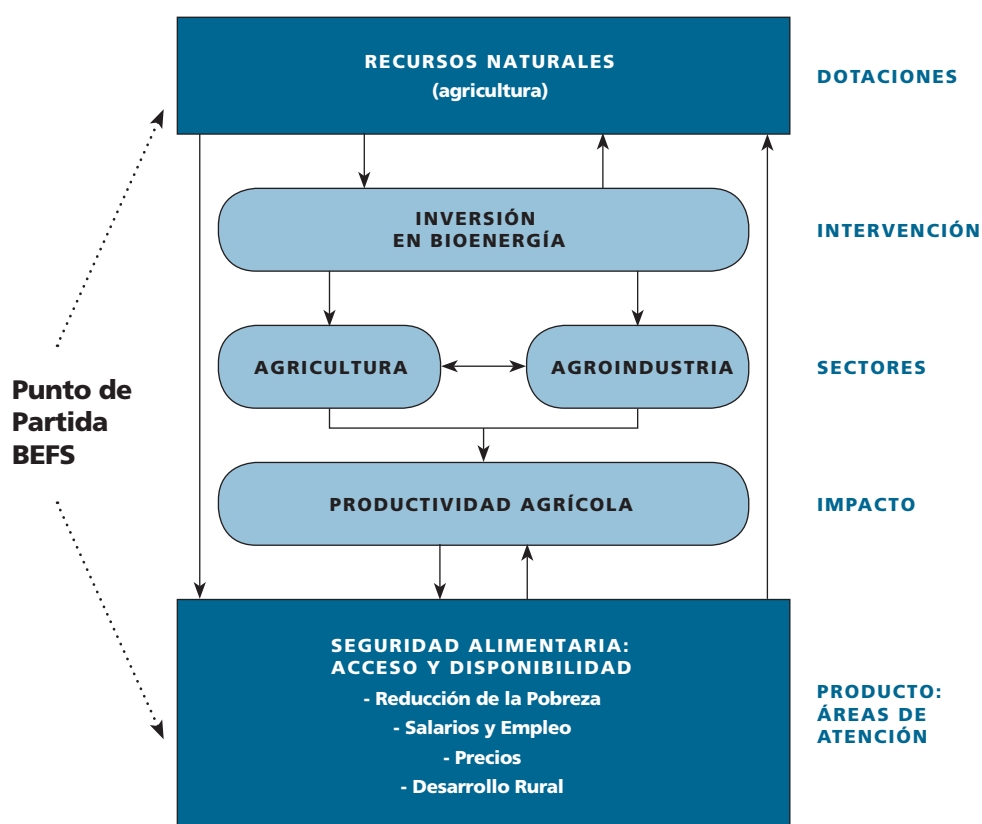 RECURSOS NATURALES
(agricultura)
DOTACIONES
INVERSIÓN
EN BIOENERGÍA
INTERVENCIÓN
AGRICULTURA
AGROINDUSTRIA
SECTORES
Punto de
Partida
BEFS
PRODUCTIVIDAD AGRÍCOLA
IMPACTO
SEGURIDAD ALIMENTARIA:
ACCESO Y DISPONIBILIDAD
- Reducción de la Pobreza
- Salarios y Empleo
- Precios
- Desarrollo Rural
PRODUCTO:
ÁREAS DE
ATENCIÓN